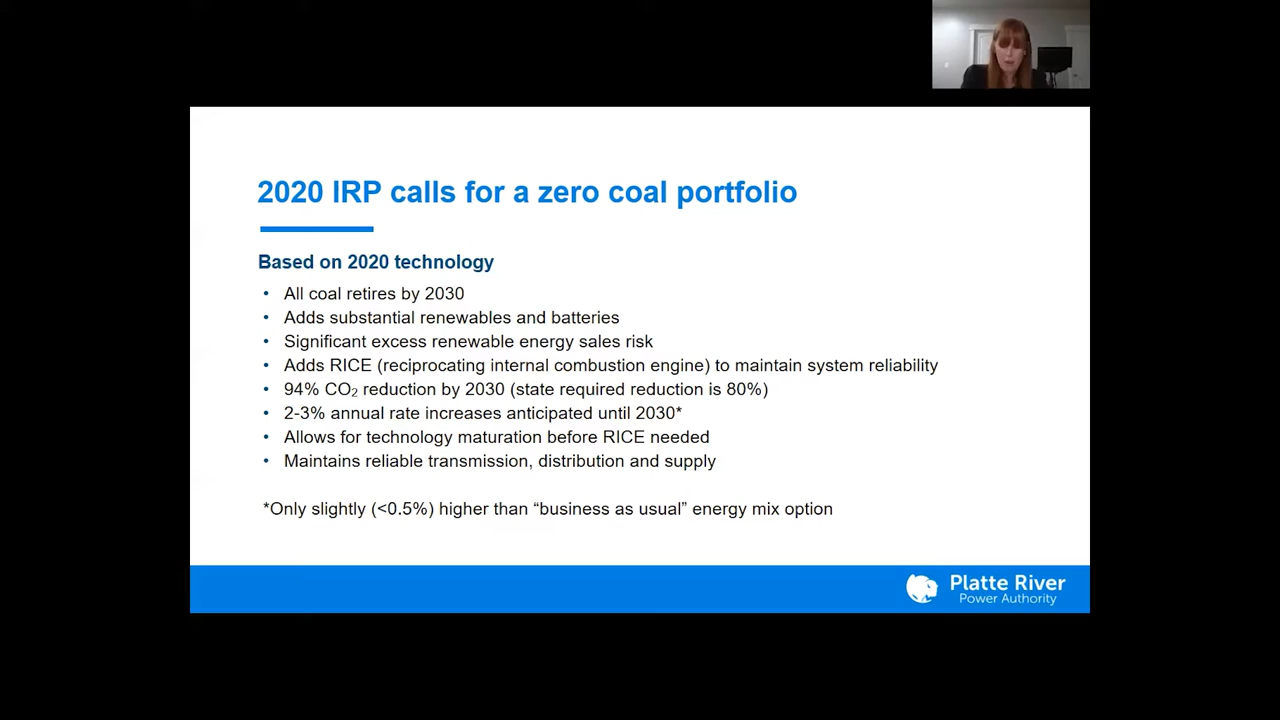 2020 IRP calls for a zero coal portfolio
Based on 2020 technology
• All coal retires by 2030
• Adds substantial renewables and batteries
• Significant excess renewable energy sales risk
• Adds RICE (reciprocating internal combustion engine) to maintain system reliability
• 94% CO₂ reduction by 2030 (state required reduction is 80%)
• 2-3% annual rate increases anticipated until 2030*
• Allows for technology maturation before RICE needed
• Maintains reliable transmission, distribution and supply
*Only slightly (<0.5%) higher than “business as usual” energy mix option
Platte River
Power Authority